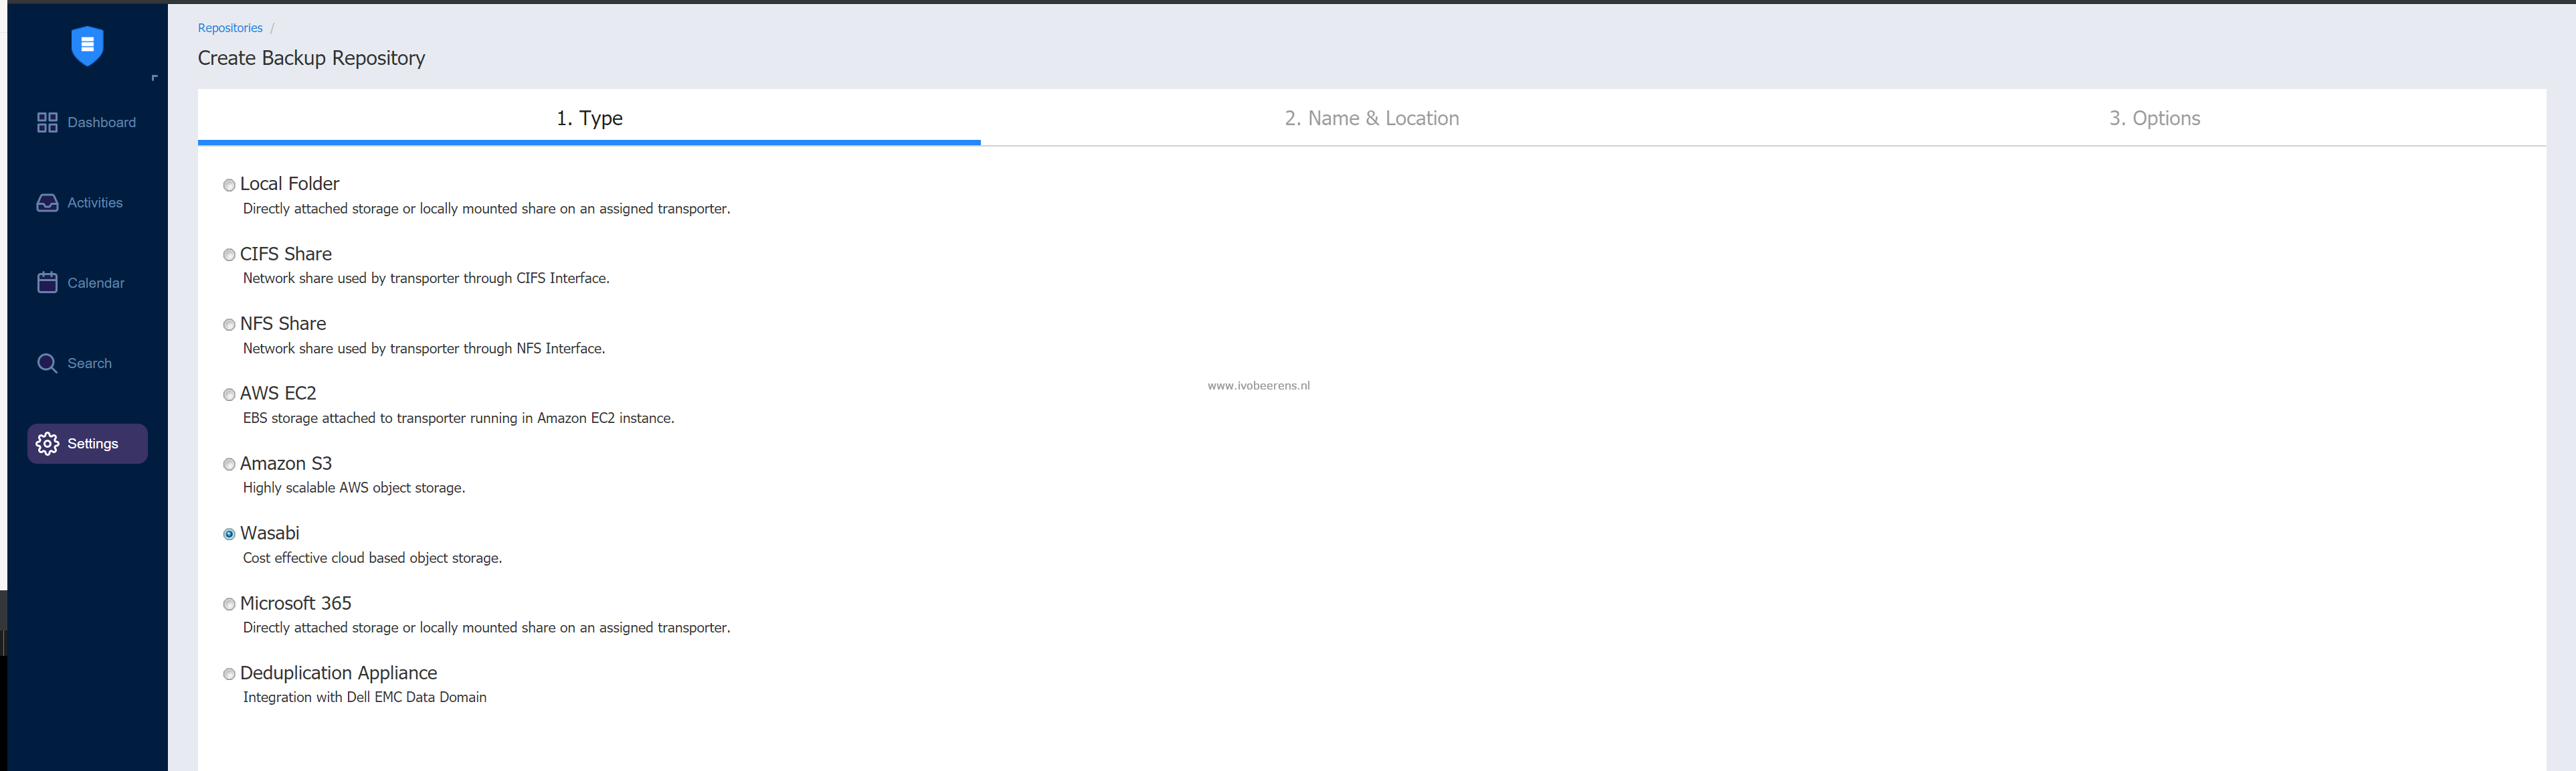 Repositories /
Create Backup Repository
Dashboard
Activities
Calendar
Search
Settings
1. Type
2. Name & Location
3. Options
Local Folder
Directly attached storage or locally mounted share on an assigned transporter.
CIFS Share
Network share used by transporter through CIFS Interface.
NFS Share
Network share used by transporter through NFS Interface.
AWS EC2
EBS storage attached to transporter running in Amazon EC2 instance.
Amazon S3
Highly scalable AWS object storage.
Wasabi
Cost effective cloud based object storage.
Microsoft 365
Directly attached storage or locally mounted share on an assigned transporter.
Deduplication Appliance
Integration with Dell EMC Data Domain
www.ivobeerens.nl